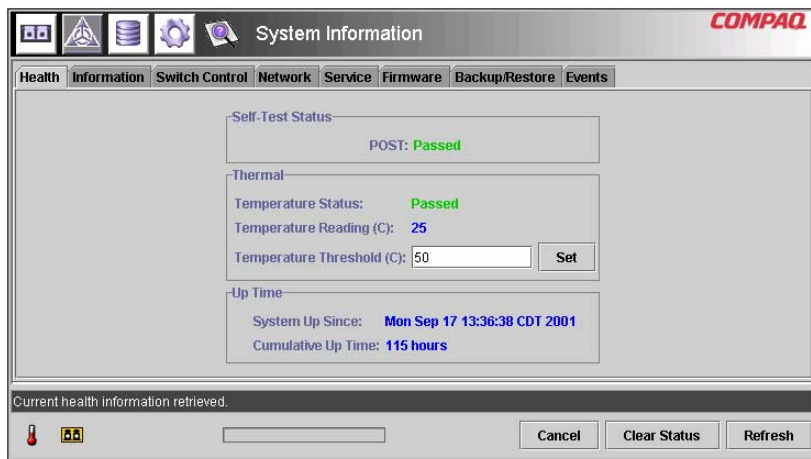 System Information
COMPAQ
Health Information Switch Control Network Service Firmware Backup/Restore Events
Self-Test Status
POST: Passed
Thermal
Temperature Status: Passed
Temperature Reading (C): 25
Temperature Threshold (C): 50 Set
Up Time
System Up Since: Mon Sep 17 13:36:38 CDT 2001
Cumulative Up Time: 115 hours
Current health information retrieved.
Cancel Clear Status Refresh